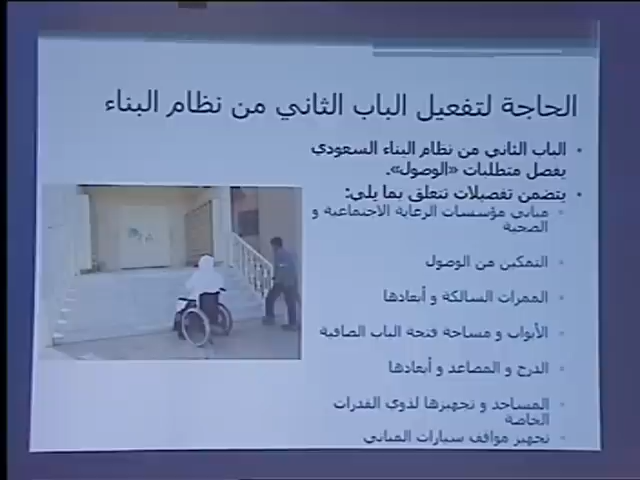 الحاجة لتفعيل الباب الثاني من نظام البناء
الباب الثاني من نظام البناء السعودي
يفصل متطلبات «الوصول».
يتضمن تفصيلات تتعلق بما يلي:
مباني مؤسسات الرعاية الاجتماعية و
الصحية
التمكين من الوصول
الممرات السالكة و أبعادها
الأبواب و مساحة فتحة الباب الصافية
الدرج و المصاعد و أبعادها
المساجد و تجهيزها لذوي القدرات
الخاصة
تجهيز مواقف سيارات المباني